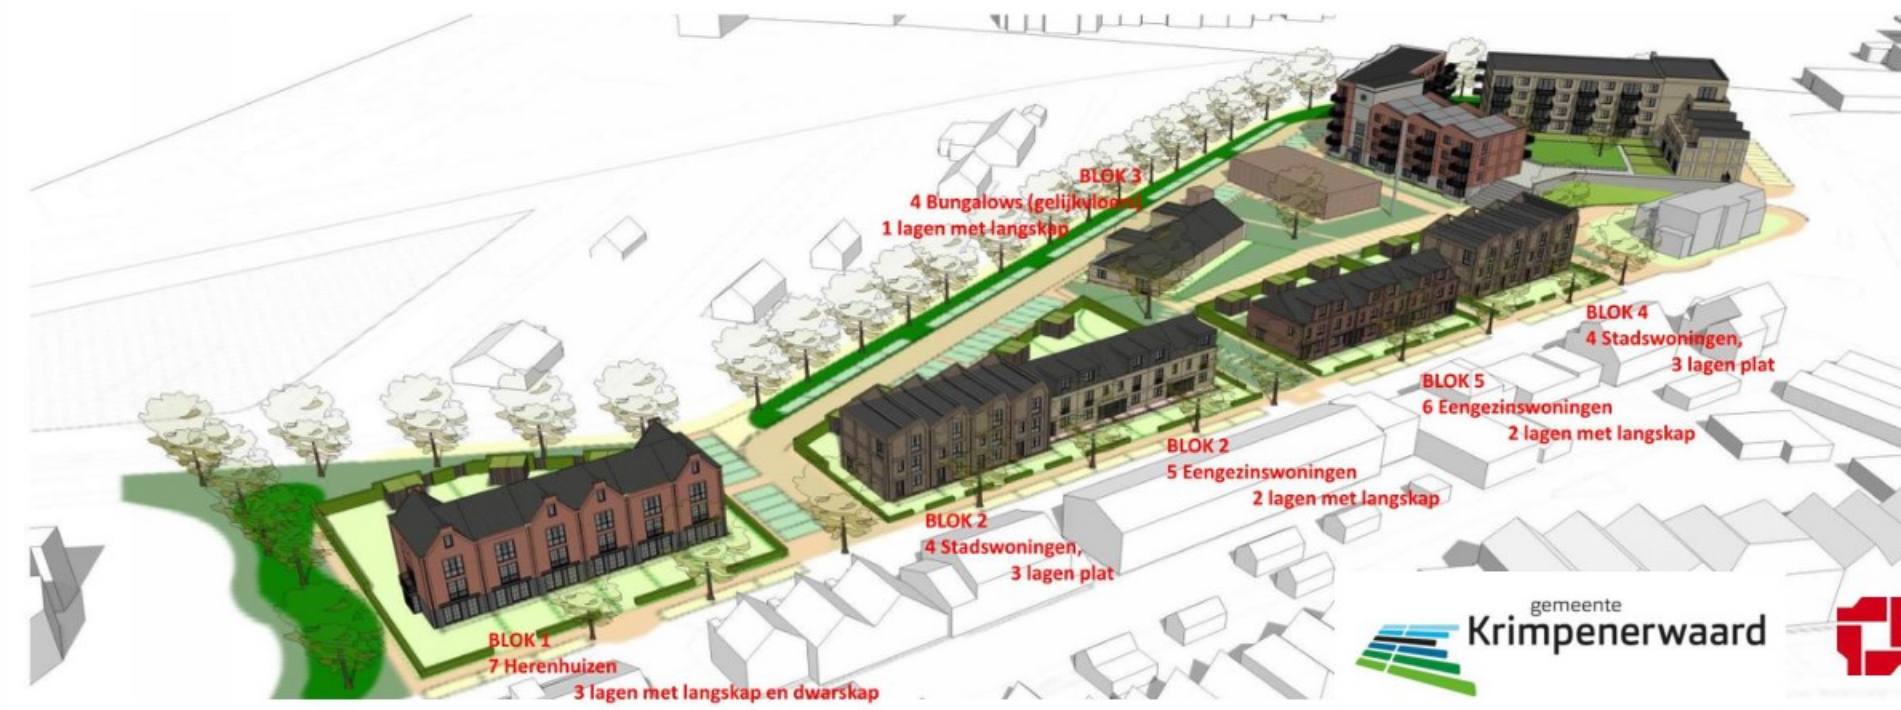 BLOK 3
4 Bungalows (gelijkvloers)
1 lagen met langskap
BLOK 4
4 Stadswoningen,
3 lagen plat
BLOK 5
6 Eengezinswoningen
2 lagen met langskap
BLOK 2
5 Eengezinswoningen
2 lagen met langskap
BLOK 2
4 Stadswoningen,
3 lagen plat
BLOK 1
7 Herenhuizen
3 lagen met langskap en dwarskap
gemeente
Krimpenerwaard